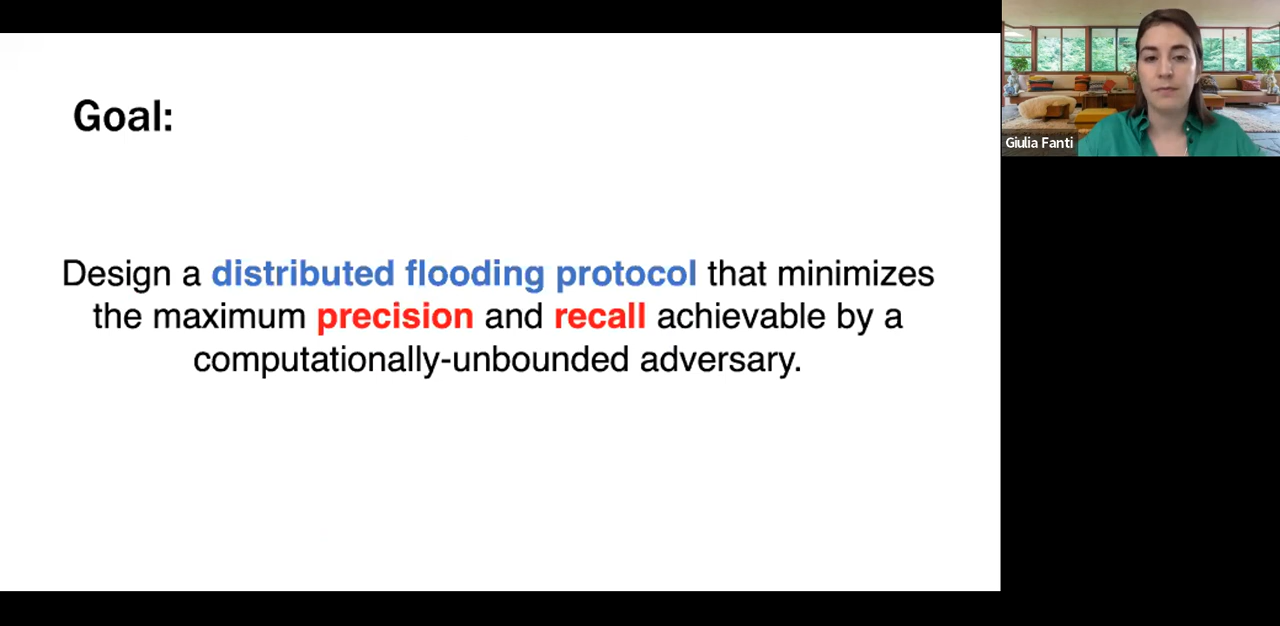 Goal:
Design a distributed flooding protocol that minimizes
the maximum precision and recall achievable by a
computationally-unbounded adversary.
Giulia Fanti